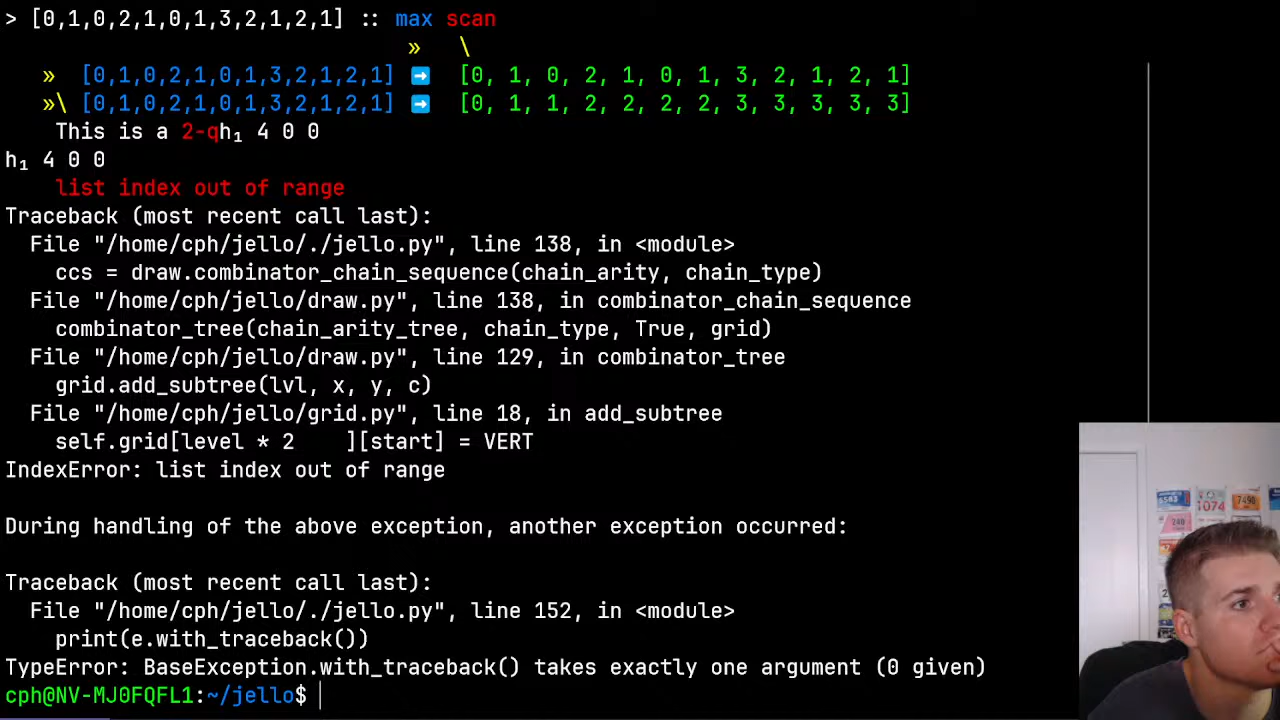 > [0,1,0,2,1,0,1,3,2,1,2,1] :: max scan
» \
» [0,1,0,2,1,0,1,3,2,1,2,1] ➡ [0, 1, 0, 2, 1, 0, 1, 3, 2, 1, 2, 1]
»\ [0,1,0,2,1,0,1,3,2,1,2,1] ➡ [0, 1, 1, 2, 2, 2, 2, 3, 3, 3, 3, 3]
This is a 2-qh₁ 4 0 0
h₁ 4 0 0
list index out of range
Traceback (most recent call last):
File "/home/cph/jello/./jello.py", line 138, in <module>
ccs = draw.combinator_chain_sequence(chain_arity, chain_type)
File "/home/cph/jello/draw.py", line 138, in combinator_chain_sequence
combinator_tree(chain_arity_tree, chain_type, True, grid)
File "/home/cph/jello/draw.py", line 129, in combinator_tree
grid.add_subtree(lvl, x, y, c)
File "/home/cph/jello/grid.py", line 18, in add_subtree
self.grid[level * 2    ][start] = VERT
IndexError: list index out of range
During handling of the above exception, another exception occurred:
Traceback (most recent call last):
File "/home/cph/jello/./jello.py", line 152, in <module>
print(e.with_traceback())
TypeError: BaseException.with_traceback() takes exactly one argument (0 given)
cph@NV-MJ0FQFL1:~/jello$